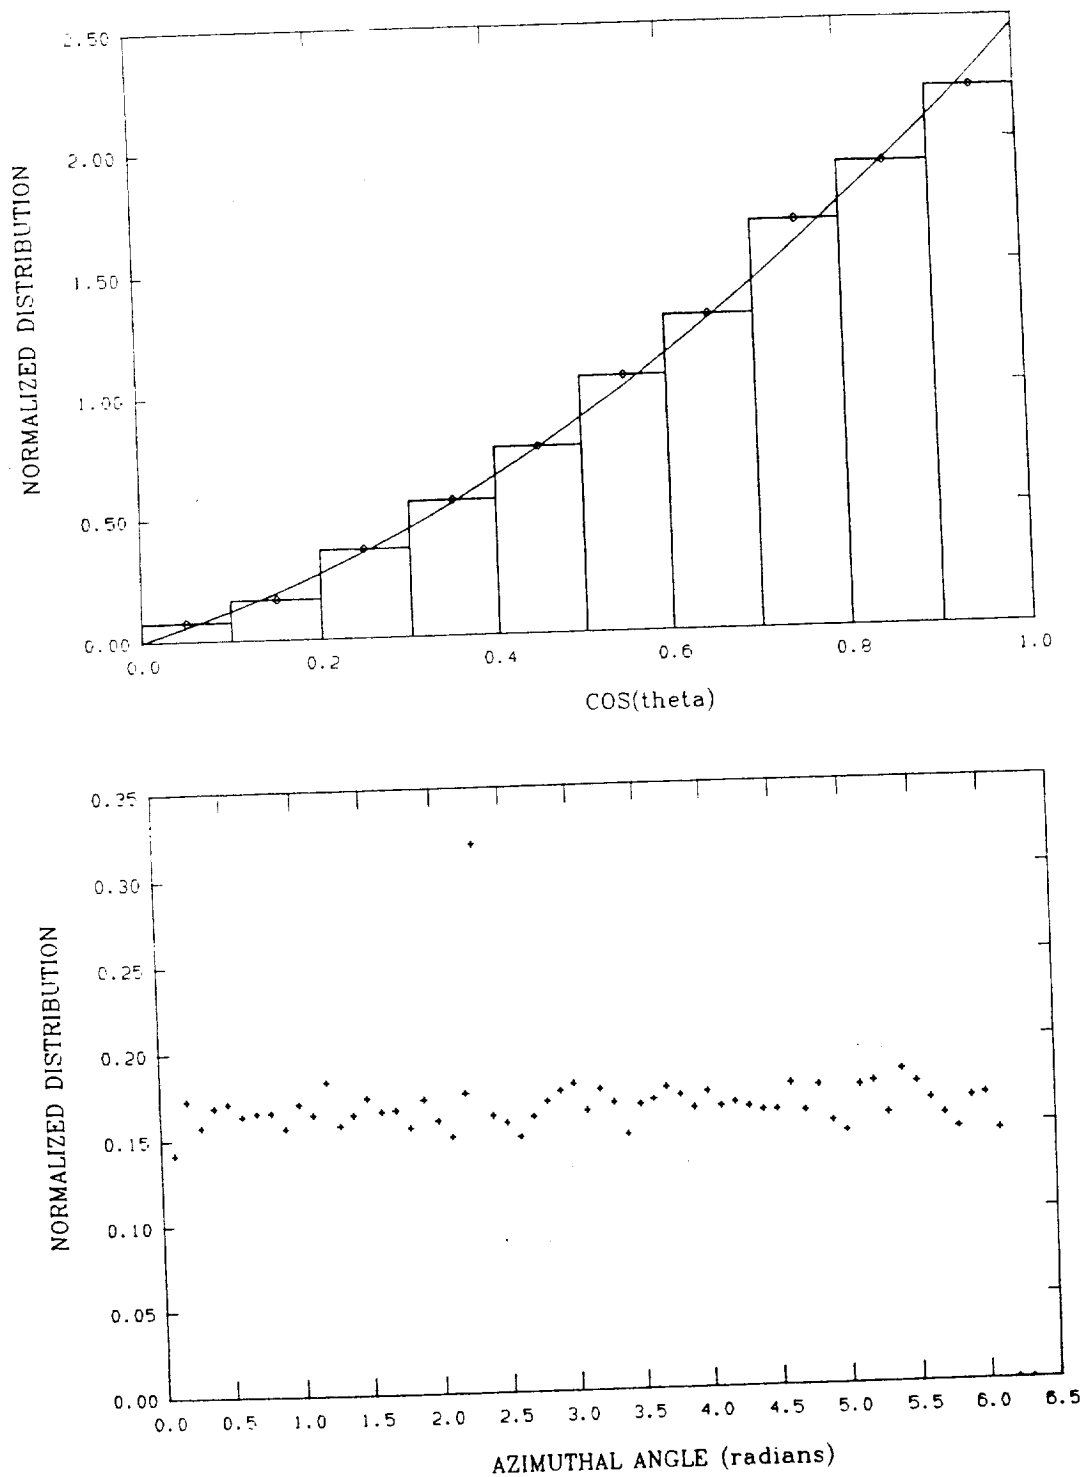 2.50
2.00
1.50
1.00
0.50
0.00
NORMALIZED DISTRIBUTION
0.0 0.2 0.4 0.6 0.8 1.0
COS(theta)
0.35
0.30
0.25
0.20
0.15
0.10
0.05
0.00
NORMALIZED DISTRIBUTION
0.0 0.5 1.0 1.5 2.0 2.5 3.0 3.5 4.0 4.5 5.0 5.5 6.0 6.5
AZIMUTHAL ANGLE (radians)